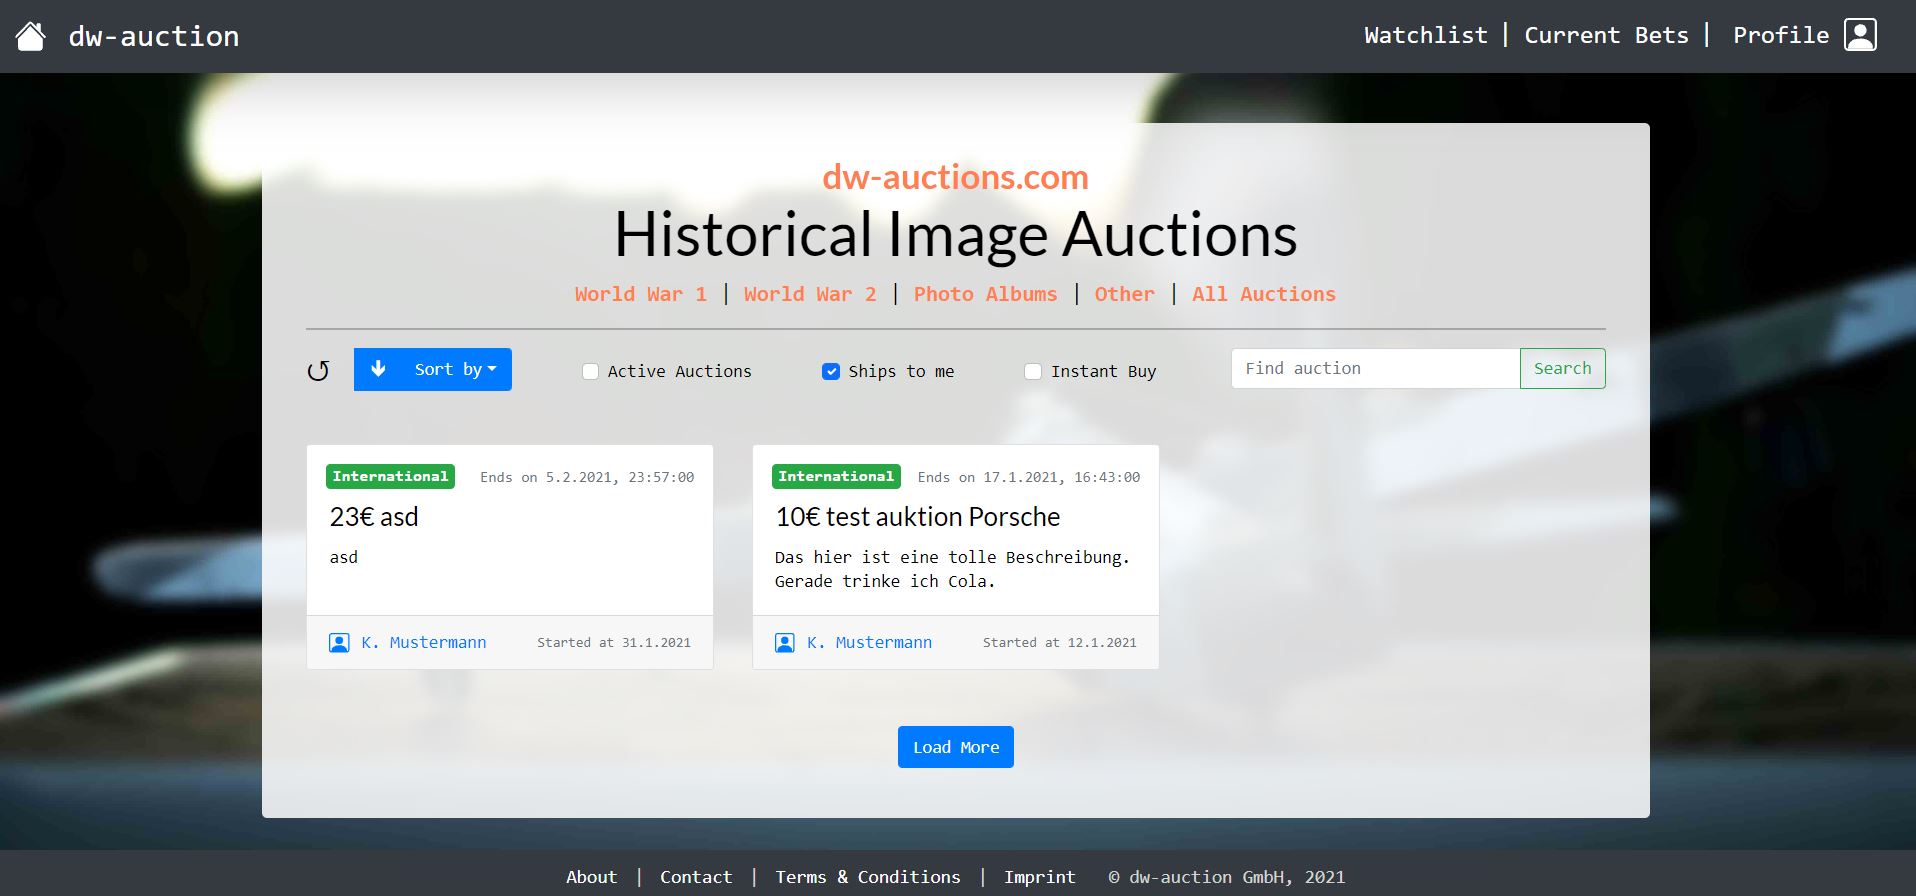 dw-auction
Watchlist | Current Bets | Profile
dw-auctions.com
Historical Image Auctions
World War 1 | World War 2 | Photo Albums | Other | All Auctions
Sort by
Active Auctions
Ships to me
Instant Buy
Find auction
Search
International
Ends on 5.2.2021, 23:57:00
23€ asd
asd
K. Mustermann
Started at 31.1.2021
International
Ends on 17.1.2021, 16:43:00
10€ test auktion Porsche
Das hier ist eine tolle Beschreibung.
Gerade trinke ich Cola.
K. Mustermann
Started at 12.1.2021
Load More
About | Contact | Terms & Conditions | Imprint © dw-auction GmbH, 2021